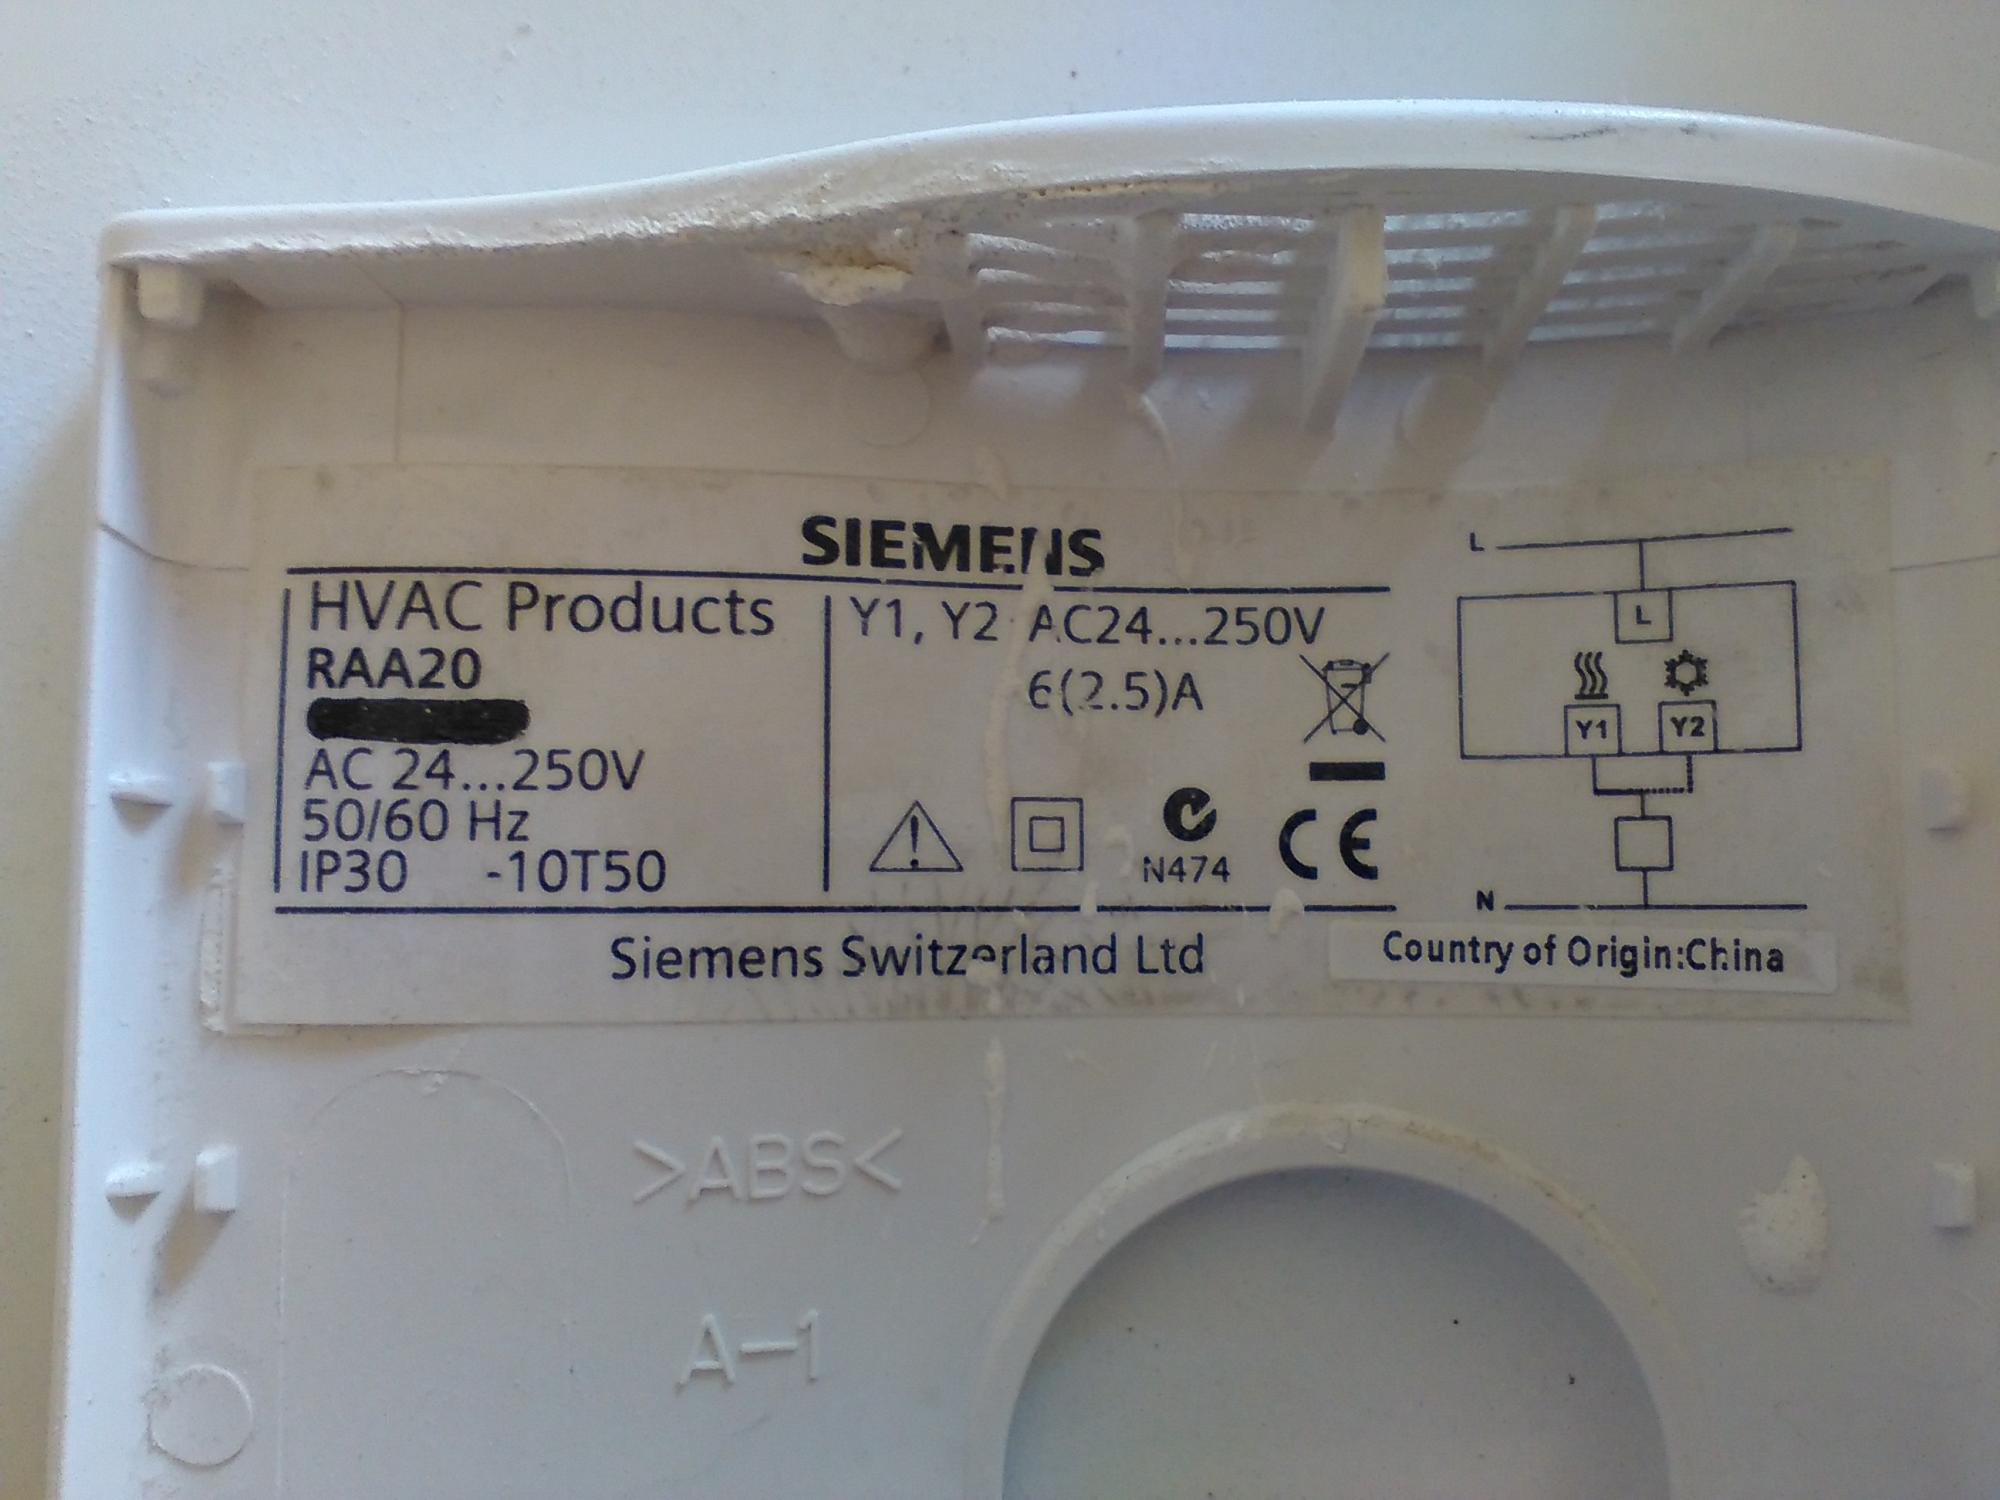 SIEMENS
HVAC Products
RAA20
AC 24...250V
50/60 Hz
IP30 -10T50
Y1, Y2 AC24...250V
6(2.5)A
N474
CE
L
L
Y1 Y2
N
Siemens Switzerland Ltd
Country of Origin:China
>ABS<
A-1